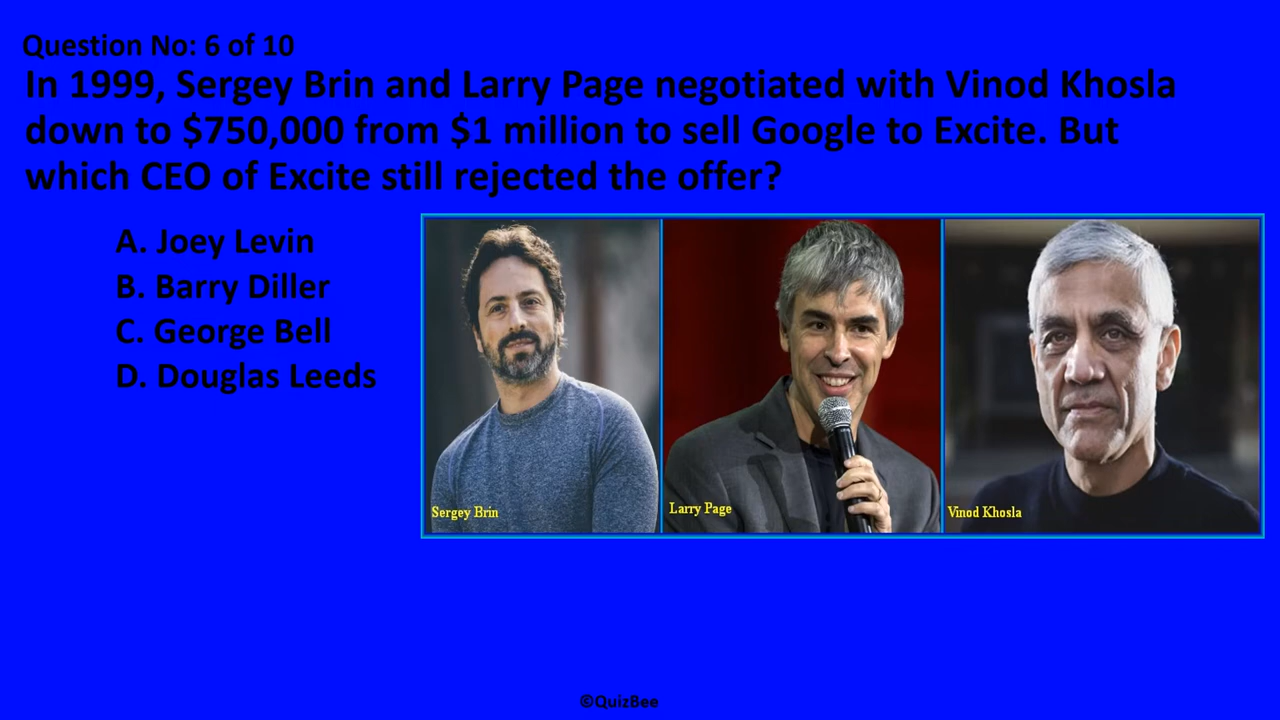 Question No: 6 of 10
In 1999, Sergey Brin and Larry Page negotiated with Vinod Khosla
down to $750,000 from $1 million to sell Google to Excite. But
which CEO of Excite still rejected the offer?
A. Joey Levin
B. Barry Diller
C. George Bell
D. Douglas Leeds
Sergey Brin
Larry Page
Vinod Khosla
©QuizBee